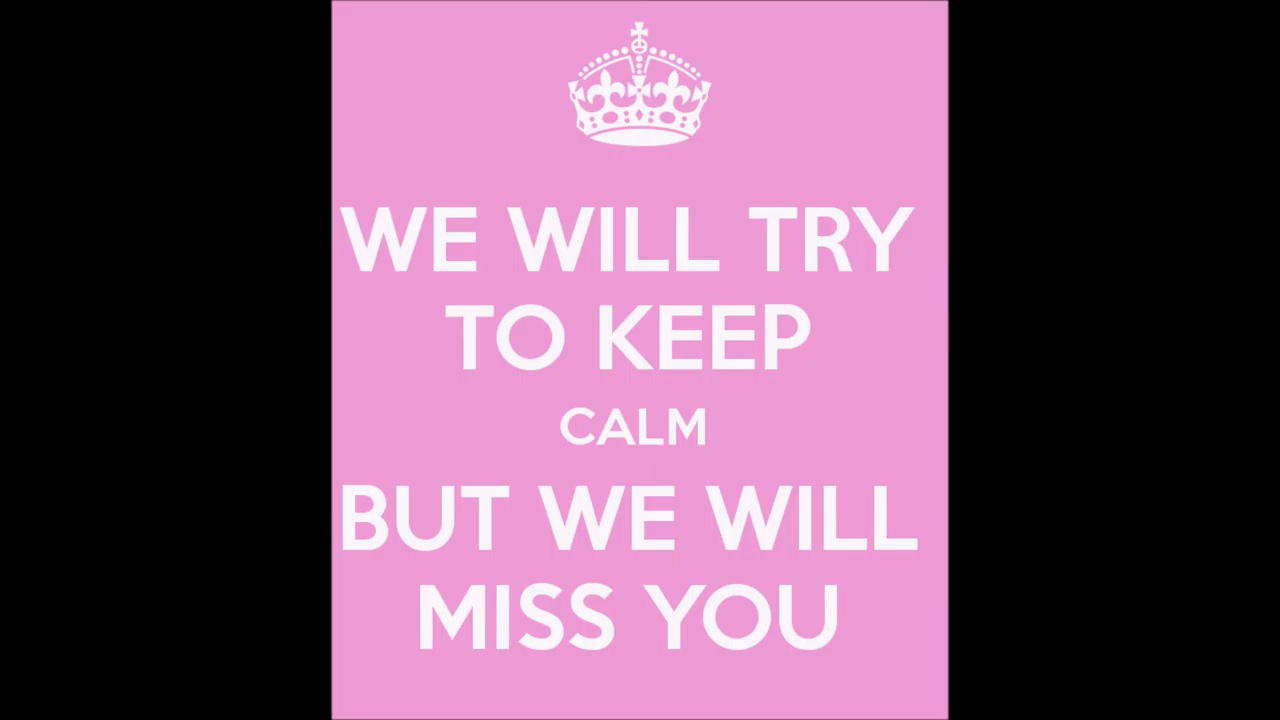 WE WILL TRY
TO KEEP
CALM
BUT WE WILL
MISS YOU